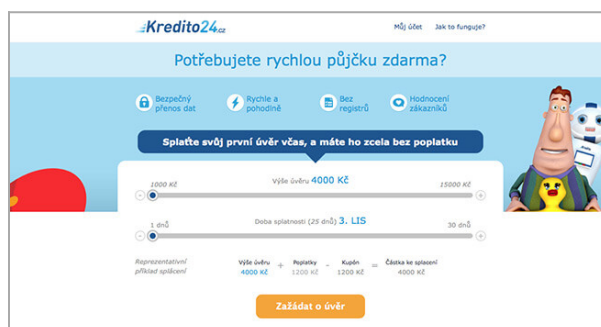 Kredito24.cz
Můj účet Jak to funguje?
Potřebujete rychlou půjčku zdarma?
Bezpečný přenos dat
Rychle a pohodlně
Bez registrů
Hodnocení zákazníků
Splaťte svůj první úvěr včas, a máte ho zcela bez poplatku
1000 Kč Výše úvěru 4000 Kč 15000 Kč
1 dnů Doba splatnosti (25 dnů) 3. LIS 30 dnů
Reprezentativní příklad splácení
Výše úvěru + Poplatky - Kupón = Částka ke splacení
4000 Kč 1200 Kč 1200 Kč 4000 Kč
Zažádat o úvěr